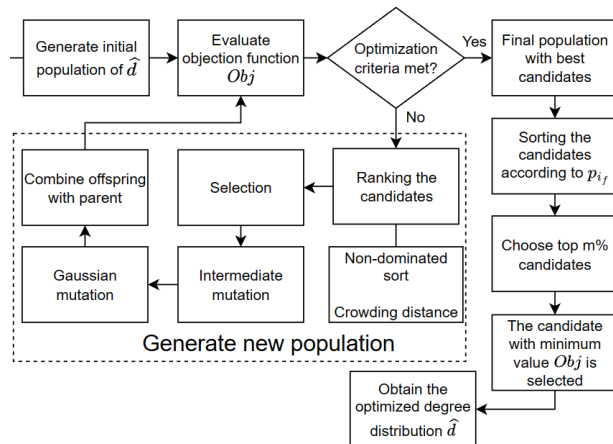 Generate initial
population of $\widehat{d}$
Evaluate
objection function
$Obj$
Optimization
criteria met?
Yes
No
Final population
with best
candidates
Sorting the
candidates
according to $p_{i_f}$
Choose top m%
candidates
The candidate
with minimum
value $Obj$ is
selected
Obtain the
optimized degree
distribution $\widehat{d}$
Ranking the
candidates
Non-dominated
sort
Crowding distance
Selection
Intermediate
mutation
Gaussian
mutation
Combine offspring
with parent
Generate new population